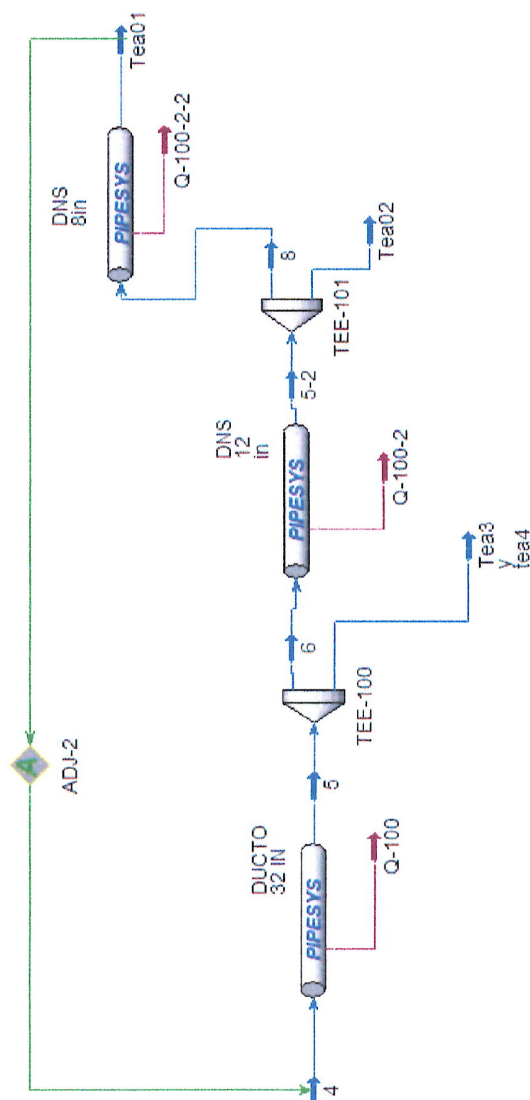 Tea01
DNS
8in
PIPESYS
Q-100-2-2
ADJ-2
A
8
Tea02
TEE-101
5-2
DNS
12
in
PIPESYS
Q-100-2
6
Tea3
y
tea4
TEE-100
5
DUCTO
32 IN
PIPESYS
Q-100
4